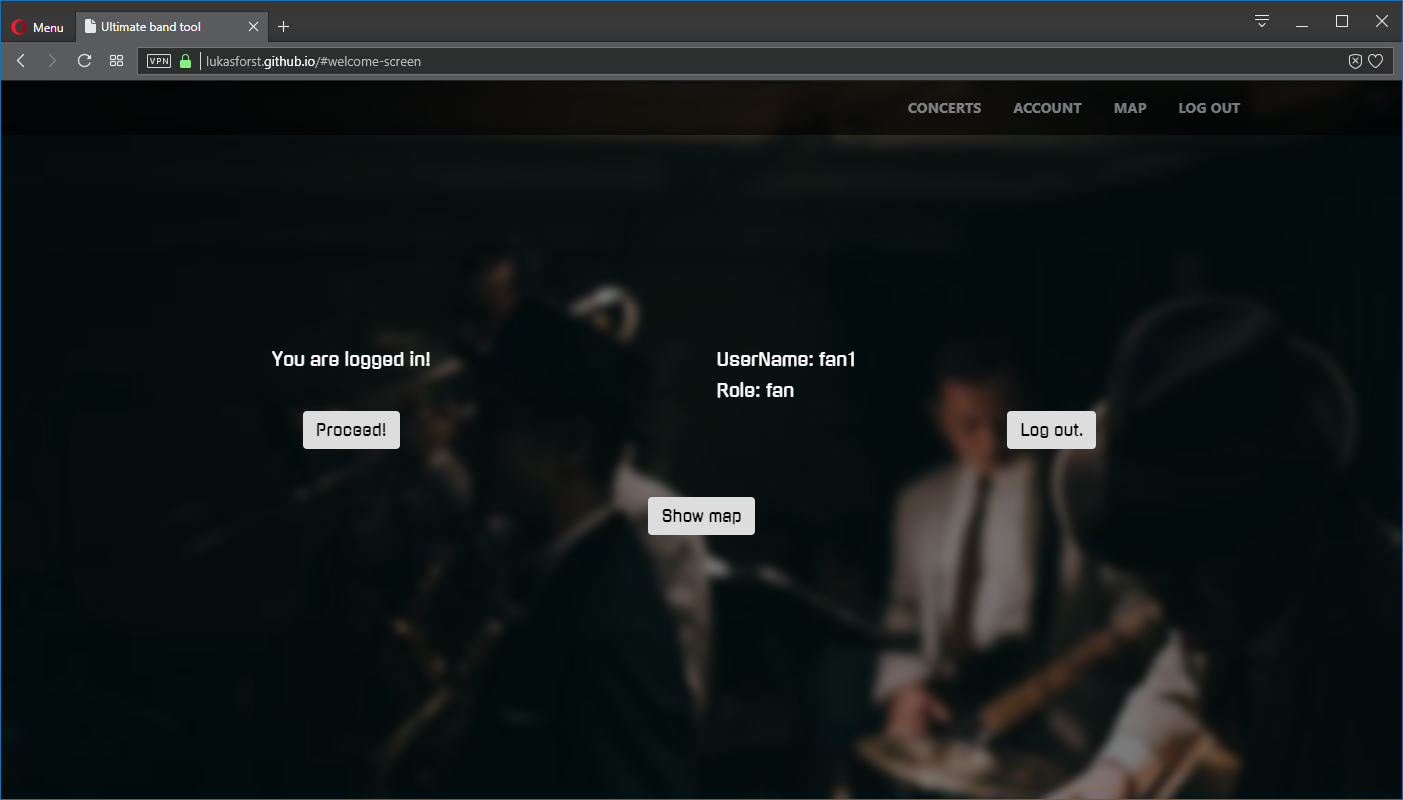 Menu
Ultimate band tool
VPN
lukasforst.github.io/#welcome-screen
CONCERTS ACCOUNT MAP LOG OUT
You are logged in!
UserName: fan1
Role: fan
Proceed!
Log out.
Show map